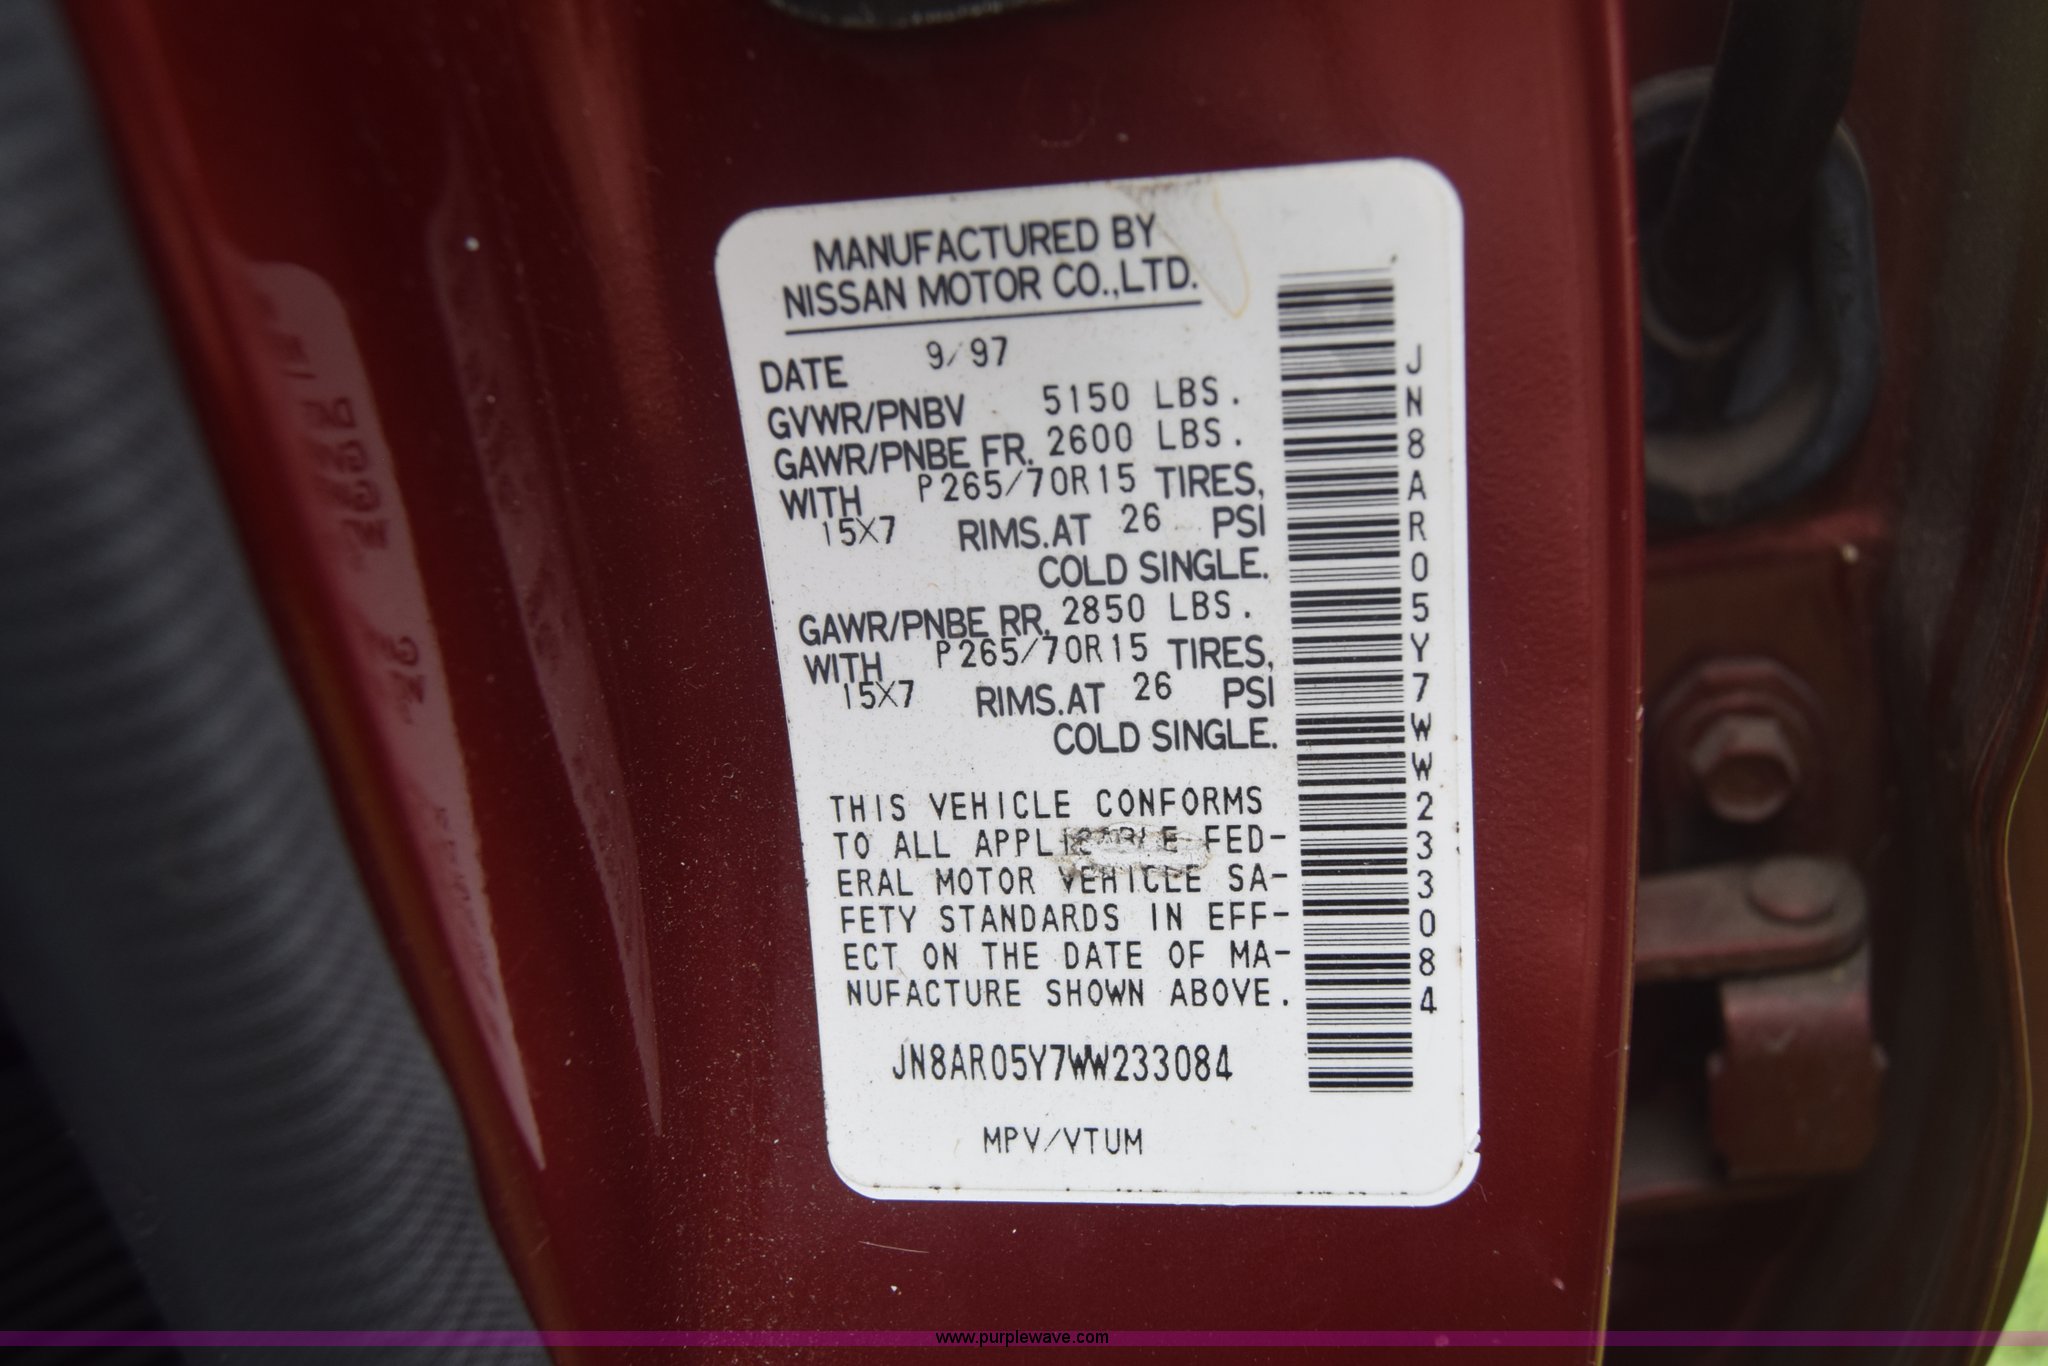 MANUFACTURED BY
NISSAN MOTOR CO.,LTD.
DATE 9/97
GVWR/PNBV 5150 LBS.
GAWR/PNBE FR. 2600 LBS.
WITH P265/70R15 TIRES,
15X7 RIMS.AT 26 PSI
COLD SINGLE.
GAWR/PNBE RR. 2850 LBS.
WITH P265/70R15 TIRES,
15X7 RIMS.AT 26 PSI
COLD SINGLE.
THIS VEHICLE CONFORMS
TO ALL APPLICABLE FED-
ERAL MOTOR VEHICLE SA-
FETY STANDARDS IN EFF-
ECT ON THE DATE OF MA-
NUFACTURE SHOWN ABOVE.
JN8AR05Y7WW233084
MPV/VTUM
JN8AR05Y7WW233084
www.purplewave.com